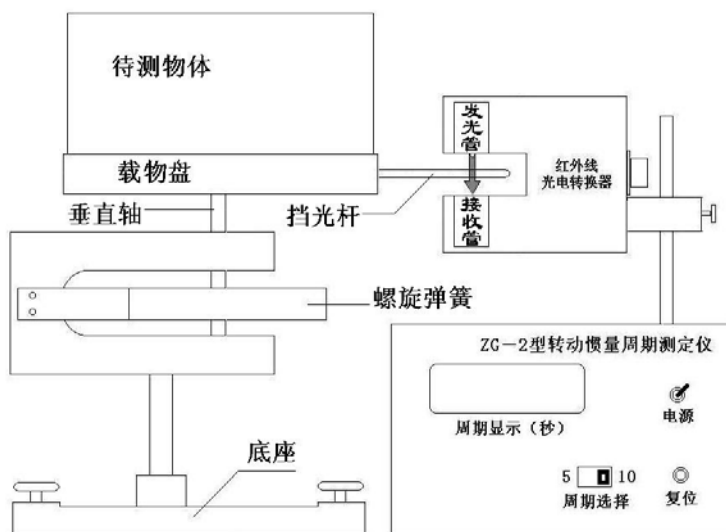 待测物体
载物盘
垂直轴
挡光杆
发光管
接收管
红外线
光电转换器
螺旋弹簧
底座
ZG－2型转动惯量周期测定仪
周期显示（秒）
电源
5 10
周期选择
复位